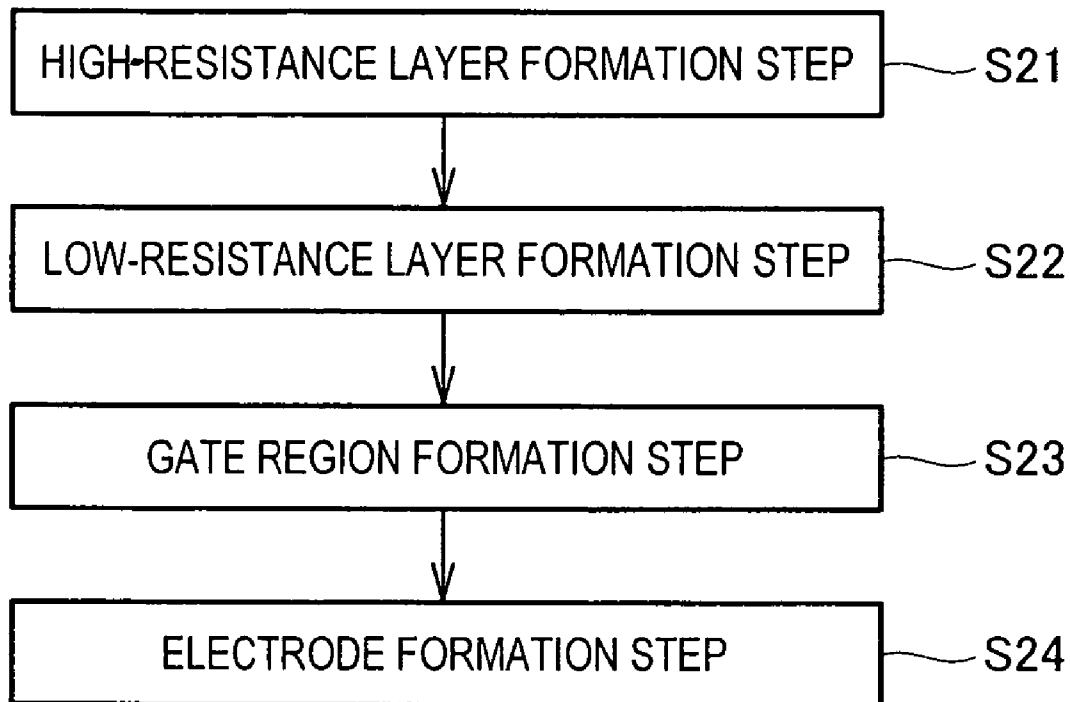 HIGH-RESISTANCE LAYER FORMATION STEP S21
LOW-RESISTANCE LAYER FORMATION STEP S22
GATE REGION FORMATION STEP S23
ELECTRODE FORMATION STEP S24